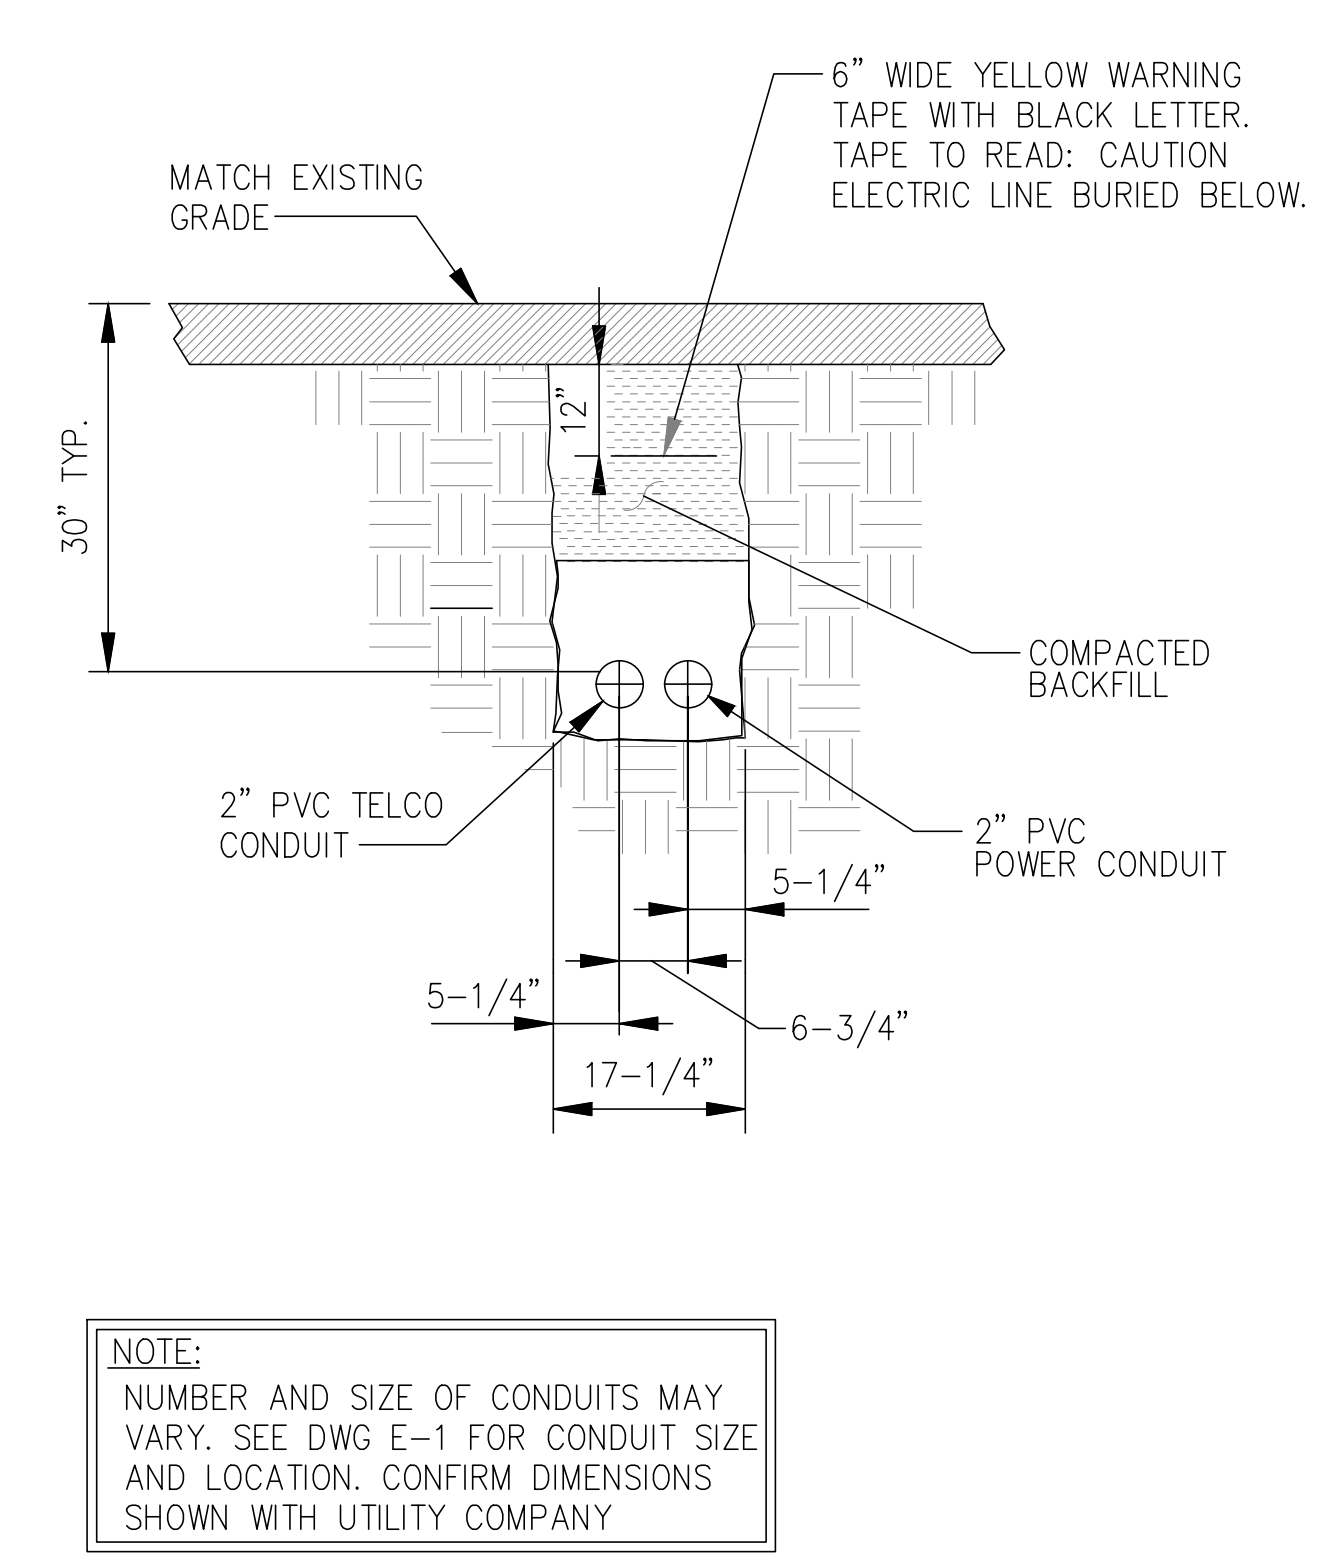 6” WIDE YELLOW WARNING
TAPE WITH BLACK LETTER.
TAPE TO READ: CAUTION
ELECTRIC LINE BURIED BELOW.
MATCH EXISTING
GRADE
12”
30” TYP.
COMPACTED
BACKFILL
2” PVC TELCO
CONDUIT
2” PVC
POWER CONDUIT
5-1/4”
5-1/4”
6-3/4”
17-1/4”
NOTE:
NUMBER AND SIZE OF CONDUITS MAY
VARY. SEE DWG E-1 FOR CONDUIT SIZE
AND LOCATION. CONFIRM DIMENSIONS
SHOWN WITH UTILITY COMPANY